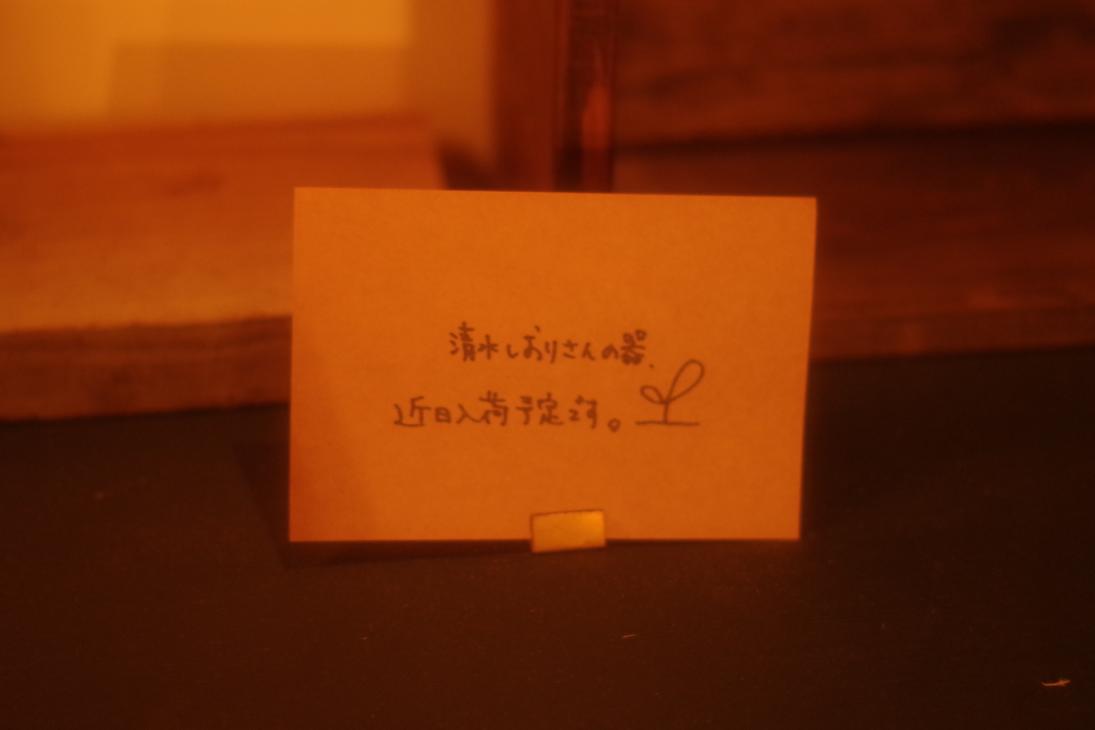 清水しおりさんの器、
近日入荷予定です。